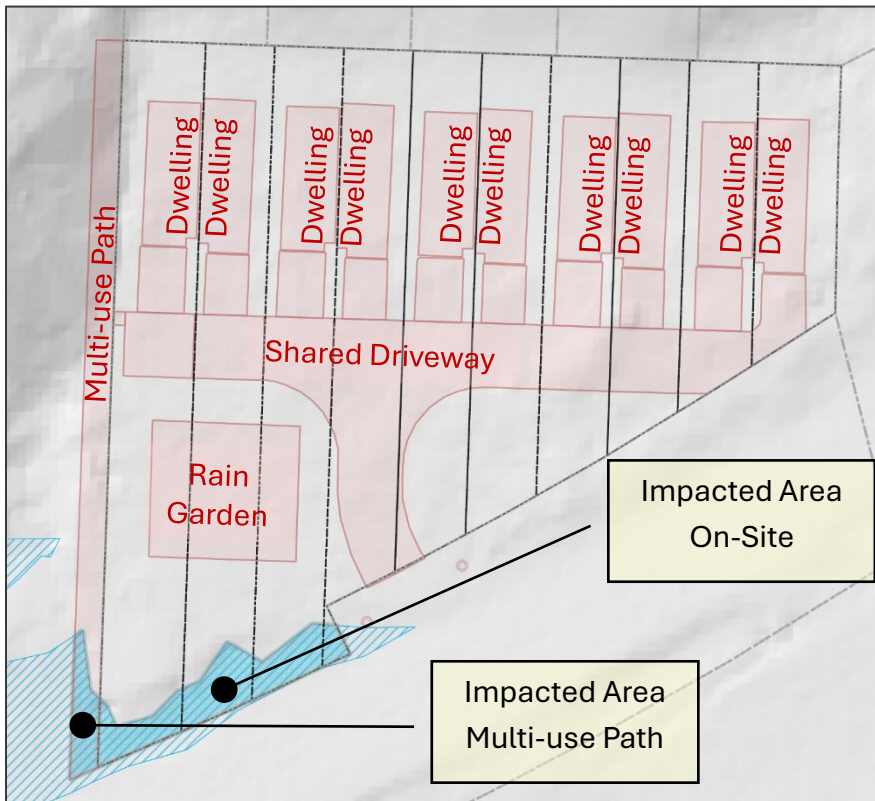 Dwelling
Dwelling
Dwelling
Dwelling
Dwelling
Dwelling
Dwelling
Dwelling
Dwelling
Dwelling
Multi-use Path
Shared Driveway
Rain
Garden
Impacted Area
On-Site
Impacted Area
Multi-use Path